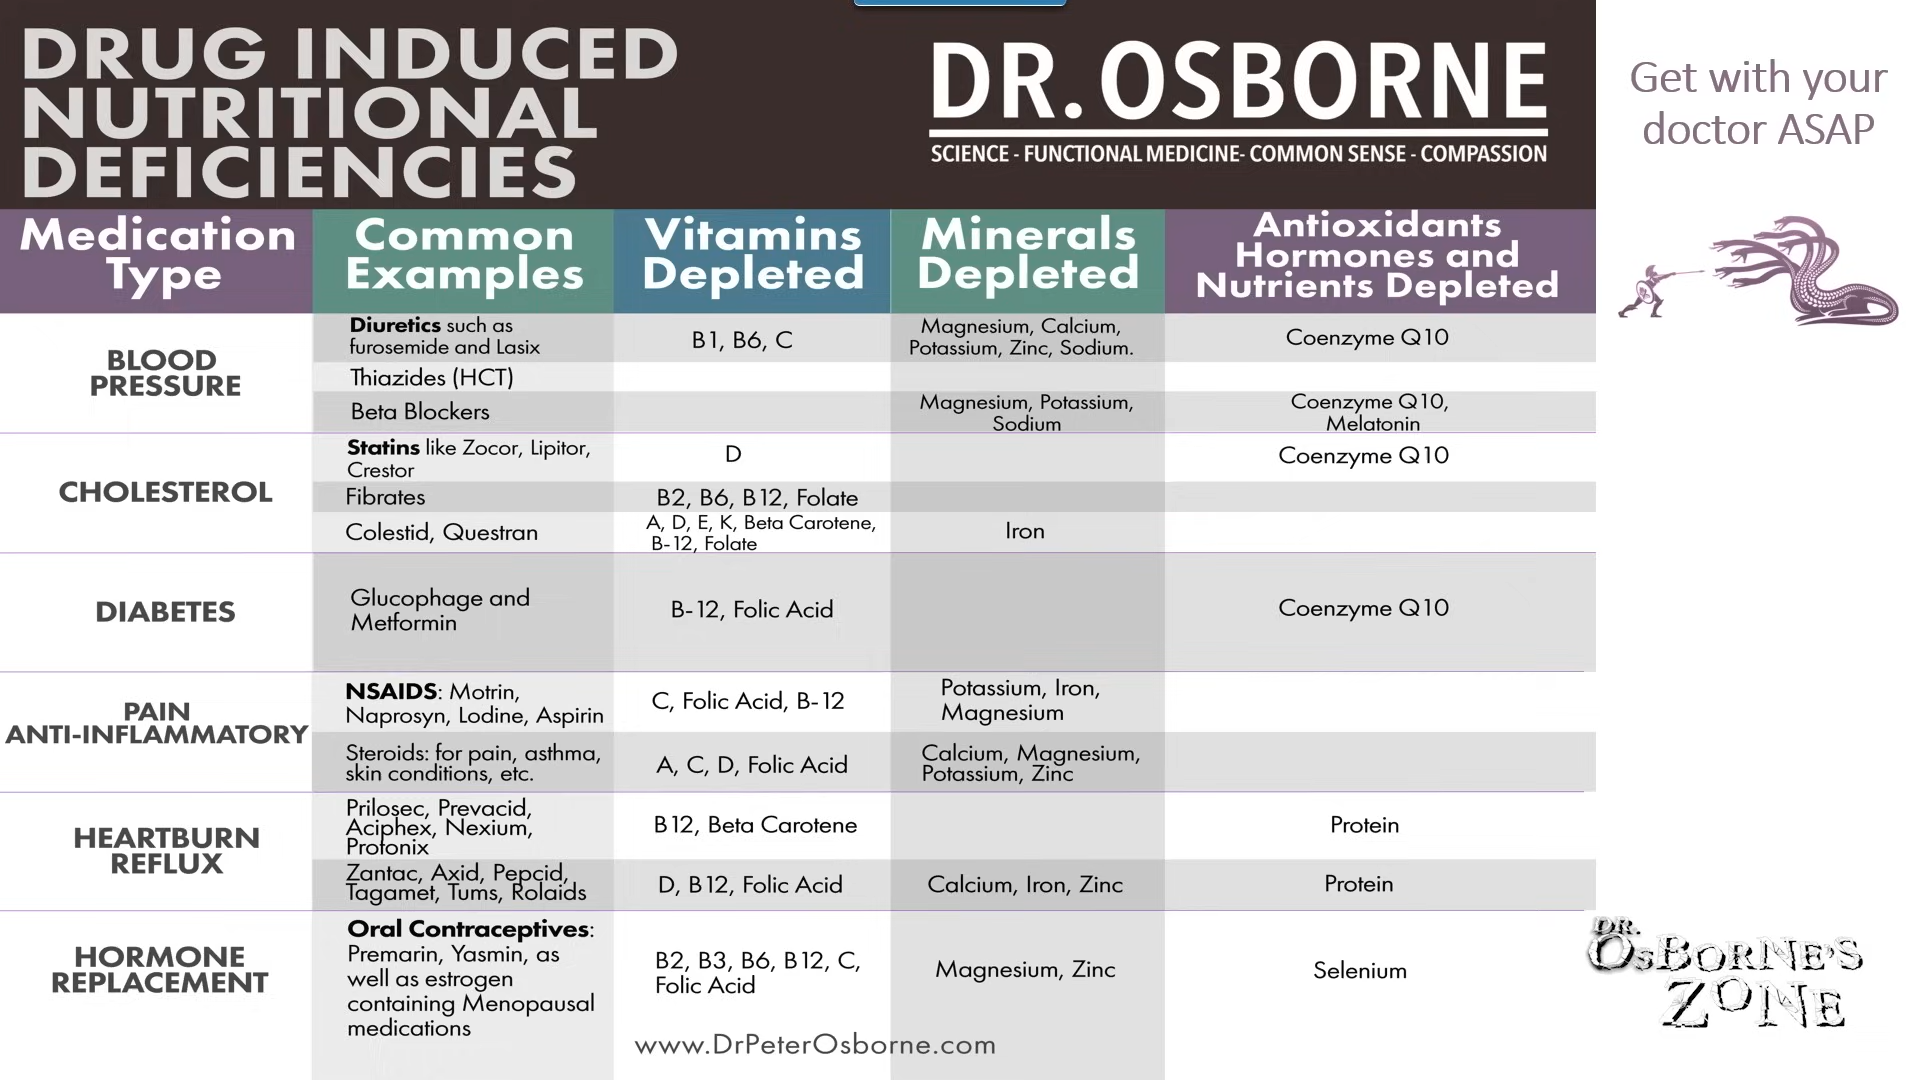 DRUG INDUCED
NUTRITIONAL
DEFICIENCIES
DR. OSBORNE
SCIENCE - FUNCTIONAL MEDICINE- COMMON SENSE - COMPASSION
Get with your
doctor ASAP
Medication
Type
Common
Examples
Vitamins
Depleted
Minerals
Depleted
Antioxidants
Hormones and
Nutrients Depleted
BLOOD
PRESSURE
Diuretics such as
furosemide and Lasix
B1, B6, C
Magnesium, Calcium,
Potassium, Zinc, Sodium.
Coenzyme Q10
Thiazides (HCT)
Beta Blockers
Magnesium, Potassium,
Sodium
Coenzyme Q10,
Melatonin
CHOLESTEROL
Statins like Zocor, Lipitor,
Crestor
D
Coenzyme Q10
Fibrates
B2, B6, B12, Folate
Colestid, Questran
A, D, E, K, Beta Carotene,
B-12, Folate
Iron
DIABETES
Glucophage and
Metformin
B-12, Folic Acid
Coenzyme Q10
PAIN
ANTI-INFLAMMATORY
NSAIDS: Motrin,
Naprosyn, Lodine, Aspirin
C, Folic Acid, B-12
Potassium, Iron,
Magnesium
Steroids: for pain, asthma,
skin conditions, etc.
A, C, D, Folic Acid
Calcium, Magnesium,
Potassium, Zinc
HEARTBURN
REFLUX
Prilosec, Prevacid,
Aciphex, Nexium,
Protonix
B12, Beta Carotene
Protein
Zantac, Axid, Pepcid,
Tagamet, Tums, Rolaids
D, B12, Folic Acid
Calcium, Iron, Zinc
Protein
HORMONE
REPLACEMENT
Oral Contraceptives:
Premarin, Yasmin, as
well as estrogen
containing Menopausal
medications
B2, B3, B6, B12, C,
Folic Acid
Magnesium, Zinc
Selenium
www.DrPeterOsborne.com
DR.
OSBORNE'S
ZONE